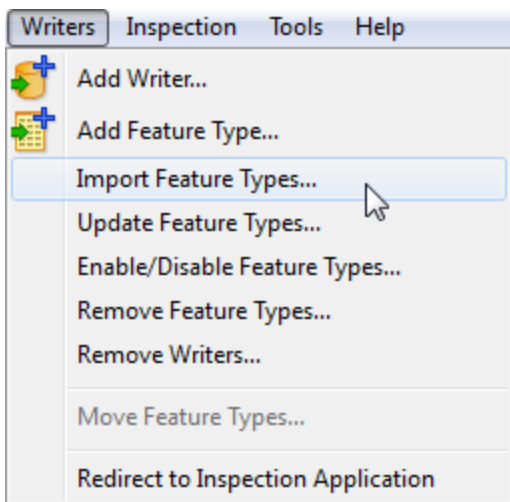 Writers Inspection Tools Help
Add Writer...
Add Feature Type...
Import Feature Types...
Update Feature Types...
Enable/Disable Feature Types...
Remove Feature Types...
Remove Writers...
Move Feature Types...
Redirect to Inspection Application